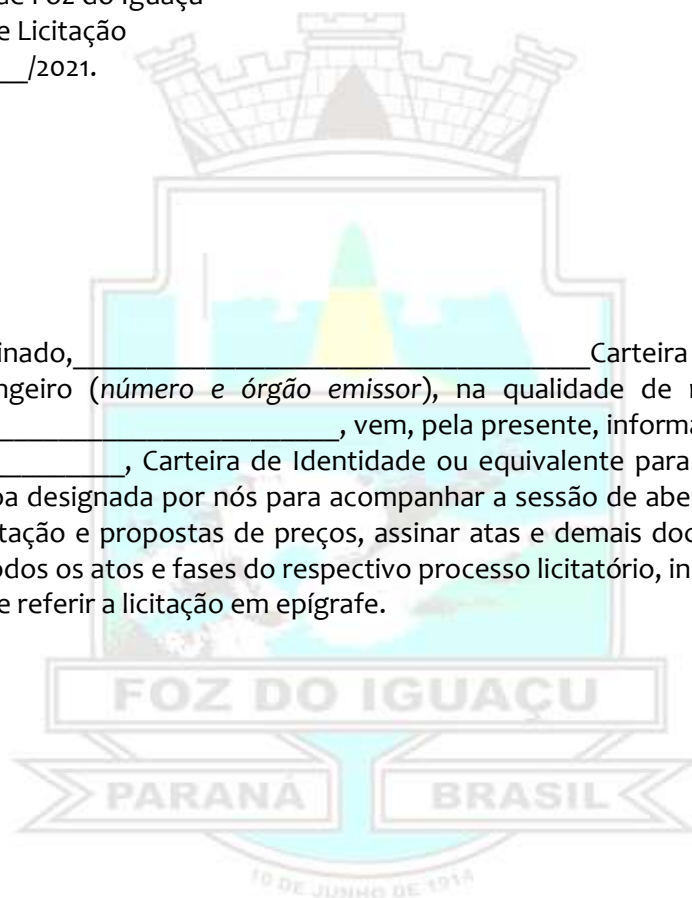 de Foz do Iguaçu
e Licitação
__/2021.
inado,___________________________________Carteira
ngeiro (número e órgão emissor), na qualidade de
_______________________, vem, pela presente, informa
_________, Carteira de Identidade ou equivalente para
oa designada por nós para acompanhar a sessão de abe
tação e propostas de preços, assinar atas e demais doc
odos os atos e fases do respectivo processo licitatório, in
e referir a licitação em epígrafe.
FOZ DO IGUAÇU
PARANÁ BRASIL
10 DE JUNHO DE 1914